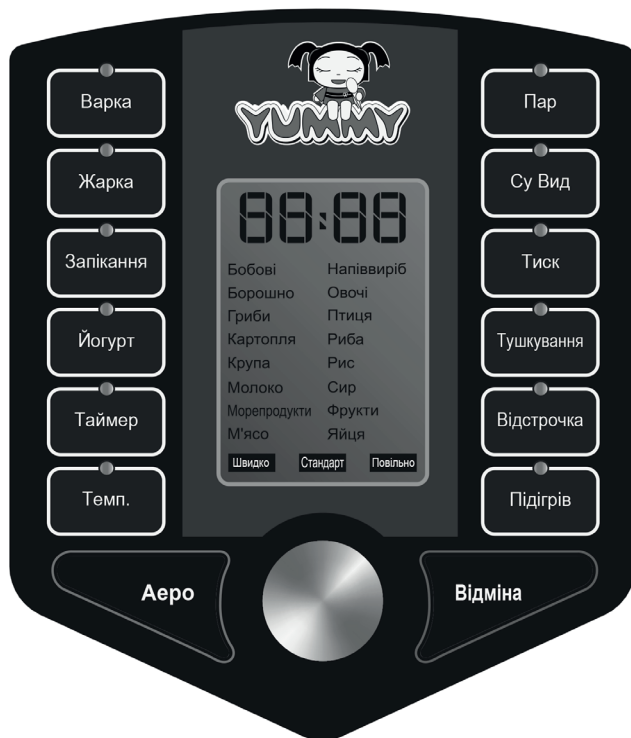 YUMMY
Варка
Жарка
Запікання
Йогурт
Таймер
Темп.
88:88
Бобові Напіввиріб
Борошно Овочі
Гриби Птиця
Картопля Риба
Крупа Рис
Молоко Сир
Морепродукти Фрукти
М'ясо Яйця
Швидко Стандарт Повільно
Пар
Су Вид
Тиск
Тушкування
Відстрочка
Підігрів
Аеро
Відміна